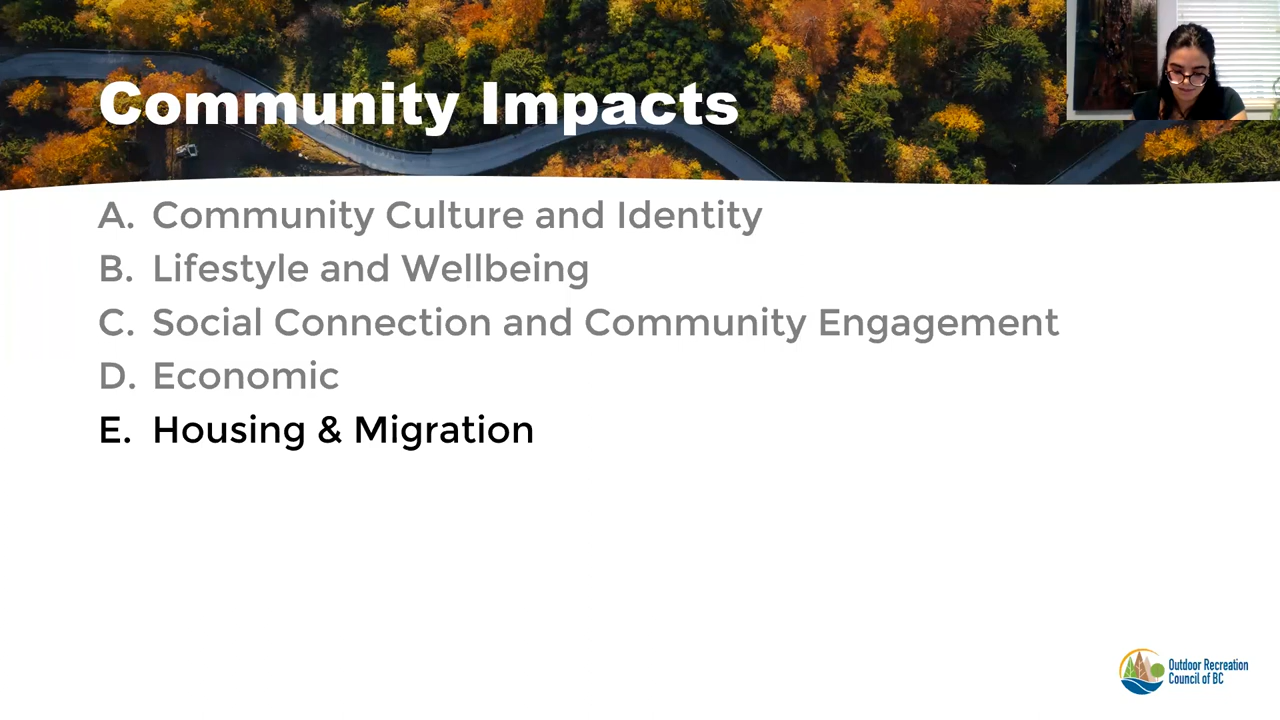 Community Impacts
A. Community Culture and Identity
B. Lifestyle and Wellbeing
C. Social Connection and Community Engagement
D. Economic
E. Housing & Migration
Outdoor Recreation
Council of BC